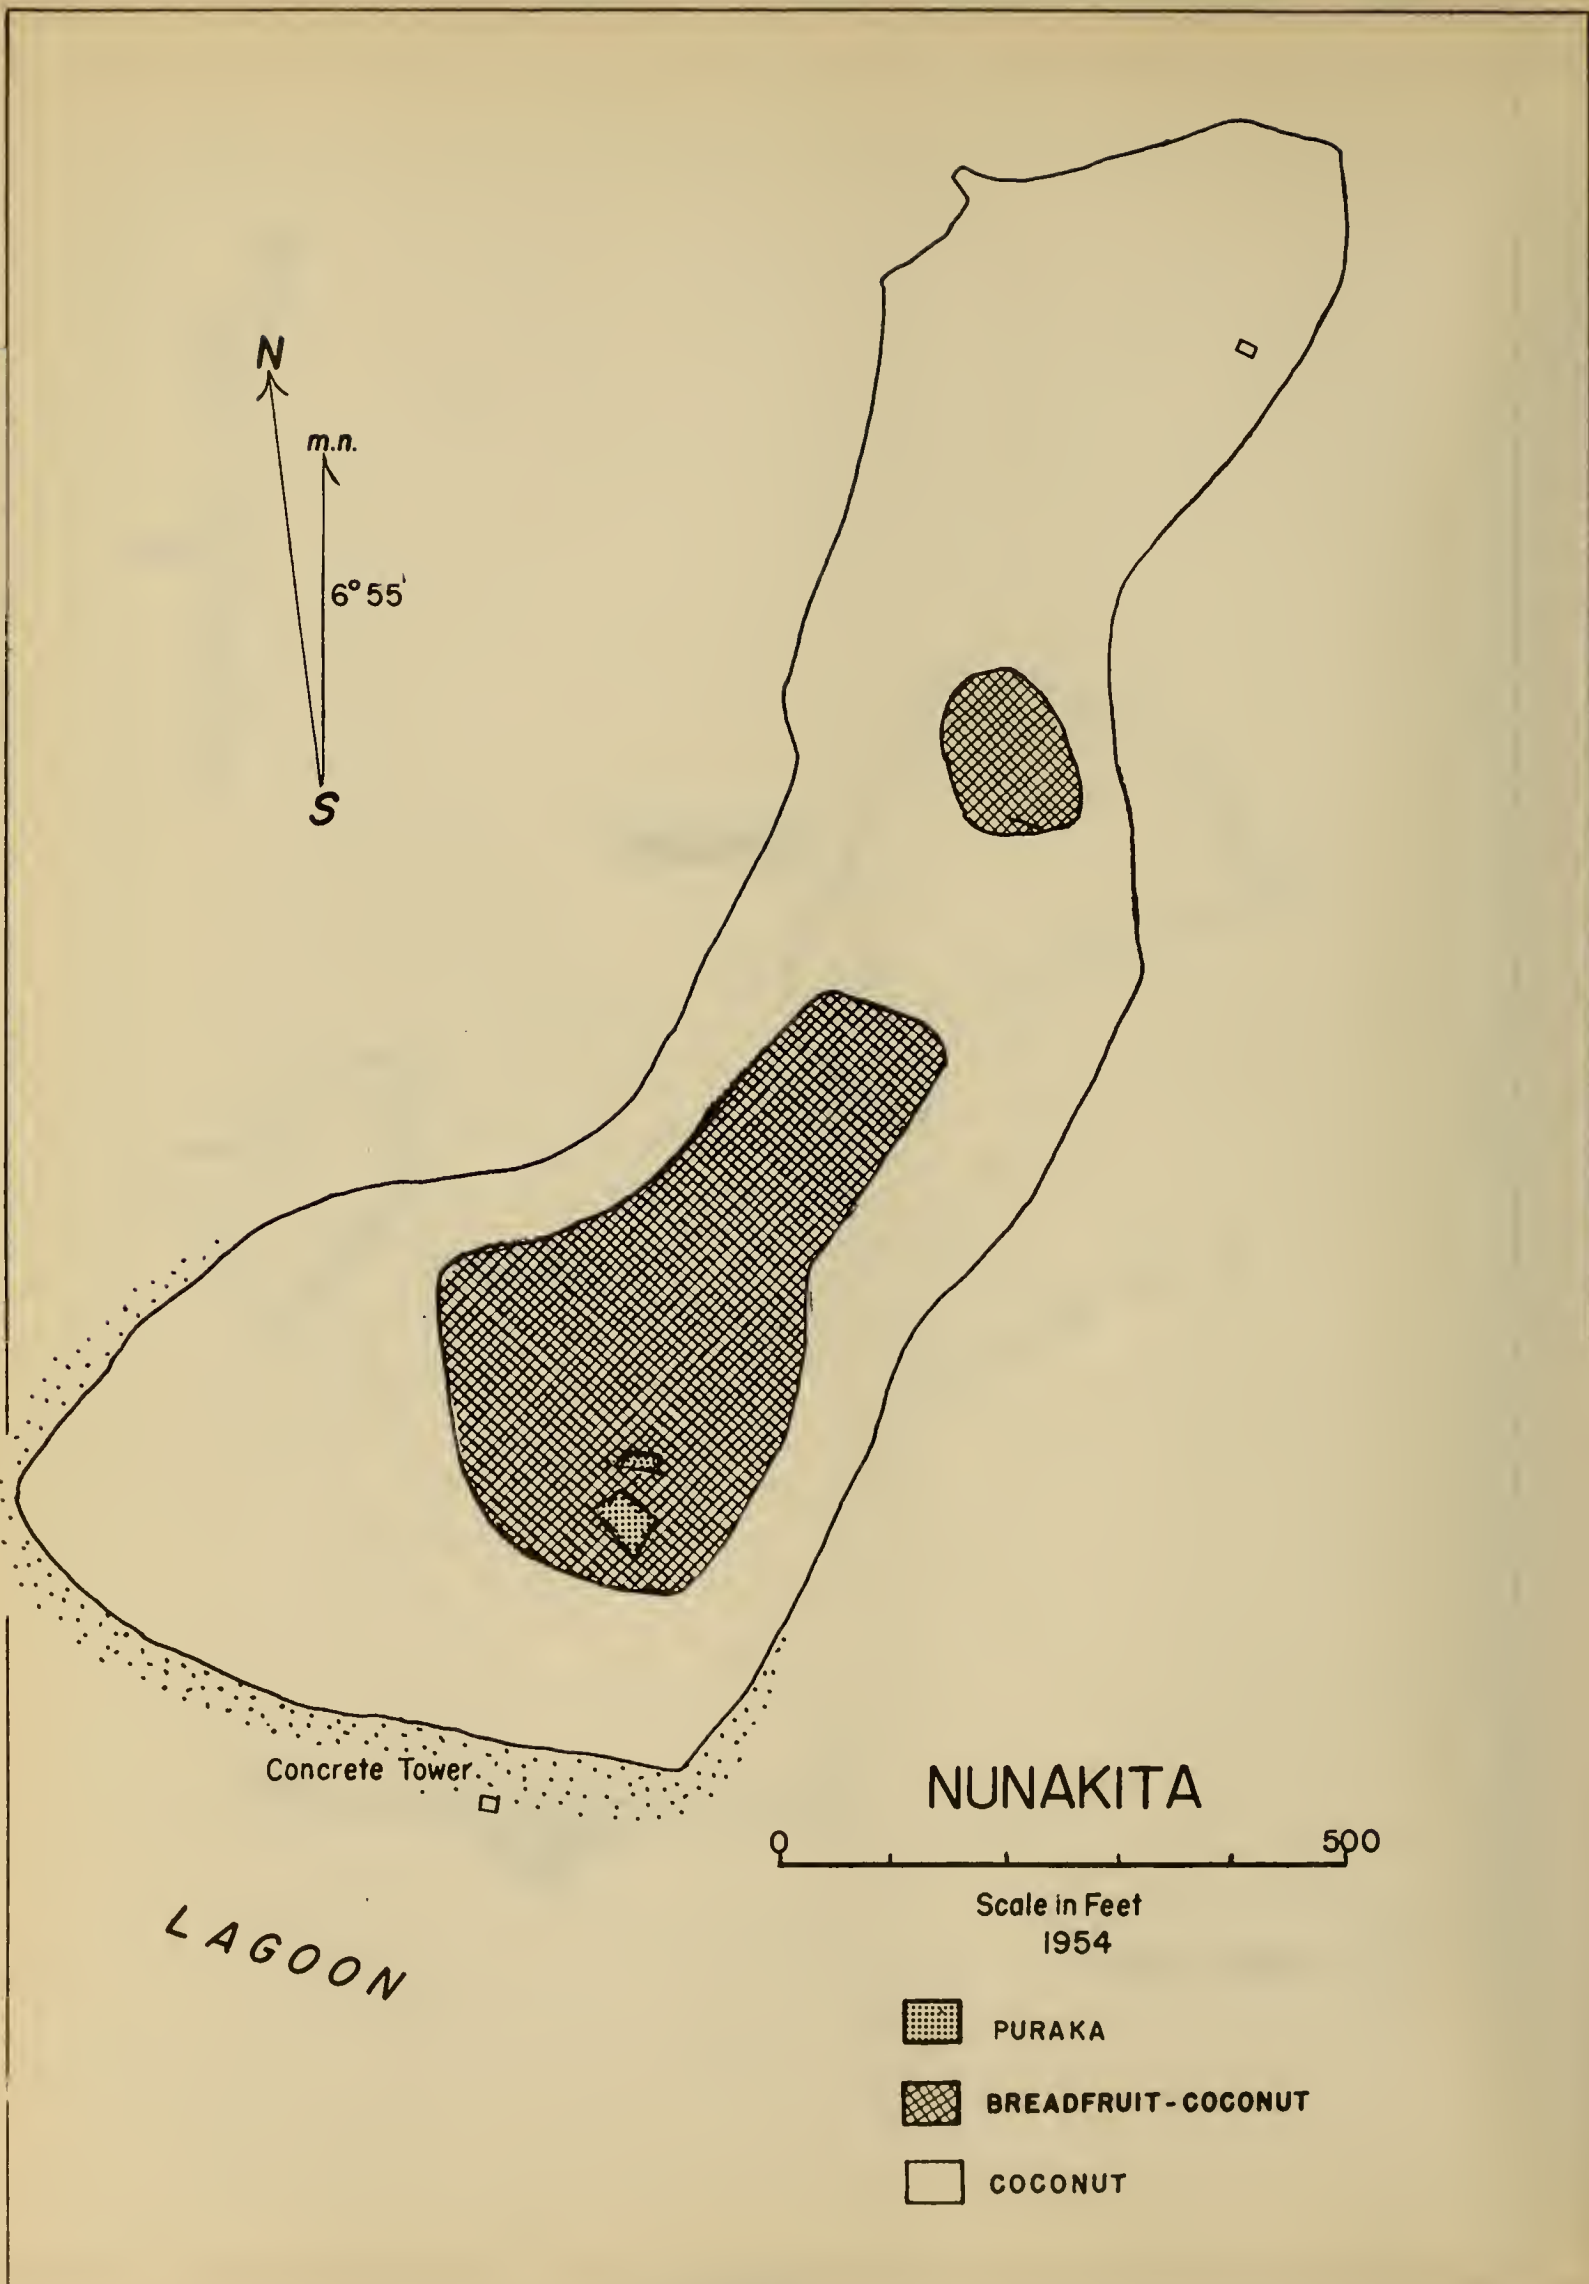 N
m.n.
6° 55'
S
Concrete Tower
NUNAKITA
0 500
Scale in Feet
1954
LAGOON
PURAKA
BREADFRUIT-COCONUT
COCONUT